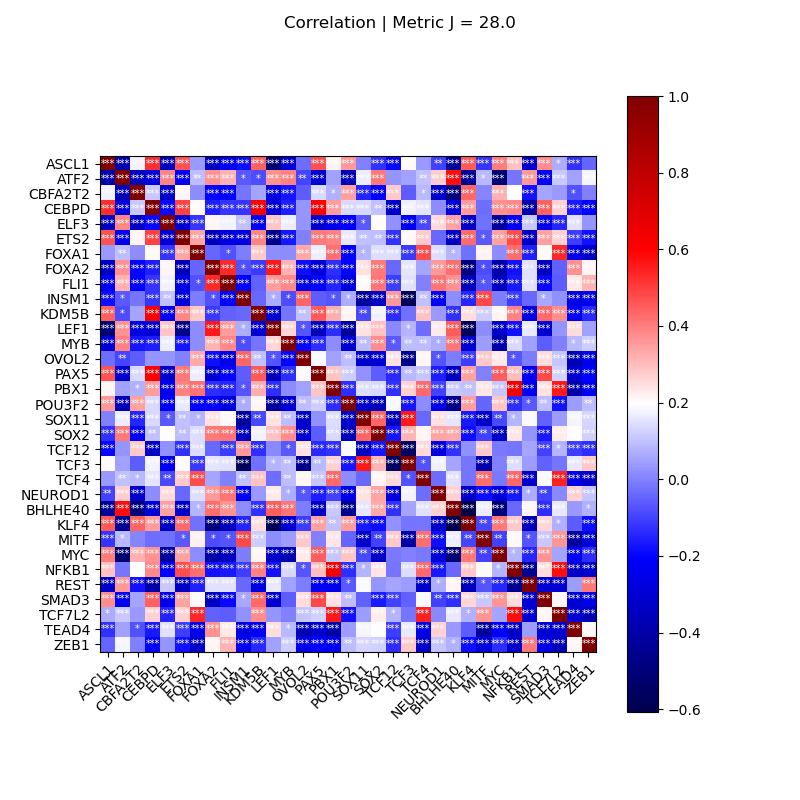 Correlation | Metric J = 28.0
ASCL1
ATF2
CBFA2T2
CEBPD
ELF3
ETS2
FOXA1
FOXA2
FLI1
INSM1
KDM5B
LEF1
MYB
OVOL2
PAX5
PBX1
POU3F2
SOX11
SOX2
TCF12
TCF3
TCF4
NEUROD1
BHLHE40
KLF4
MITF
MYC
NFKB1
REST
SMAD3
TCF7L2
TEAD4
ZEB1
ASCL1
ATF2
CBFA2T2
CEBPD
ELF3
ETS2
FOXA1
FOXA2
FLI1
INSM1
KDM5B
LEF1
MYB
OVOL2
PAX5
PBX1
POU3F2
SOX11
SOX2
TCF12
TCF3
TCF4
NEUROD1
BHLHE40
KLF4
MITF
MYC
NFKB1
REST
SMAD3
TCF7L2
TEAD4
ZEB1
1.0
0.8
0.6
0.4
0.2
0.0
−0.2
−0.4
−0.6